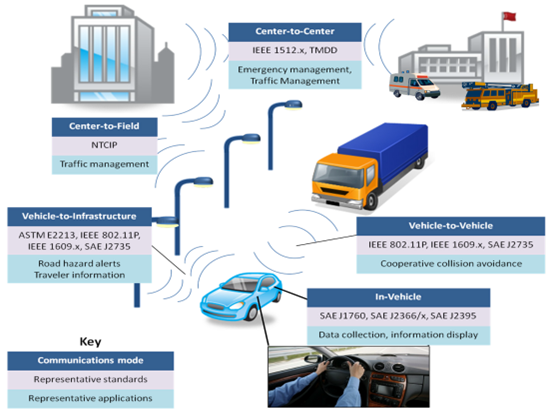 Center-to-Center
IEEE 1512.x, TMDD
Emergency management,
Traffic Management
Center-to-Field
NTCIP
Traffic management
Vehicle-to-Infrastructure
ASTM E2213, IEEE 802.11P,
IEEE 1609.x, SAE J2735
Road hazard alerts
Traveler information
Vehicle-to-Vehicle
IEEE 802.11P, IEEE 1609.x, SAE J2735
Cooperative collision avoidance
In-Vehicle
SAE J1760, SAE J2366/x, SAE J2395
Data collection, information display
Key
Communications mode
Representative standards
Representative applications